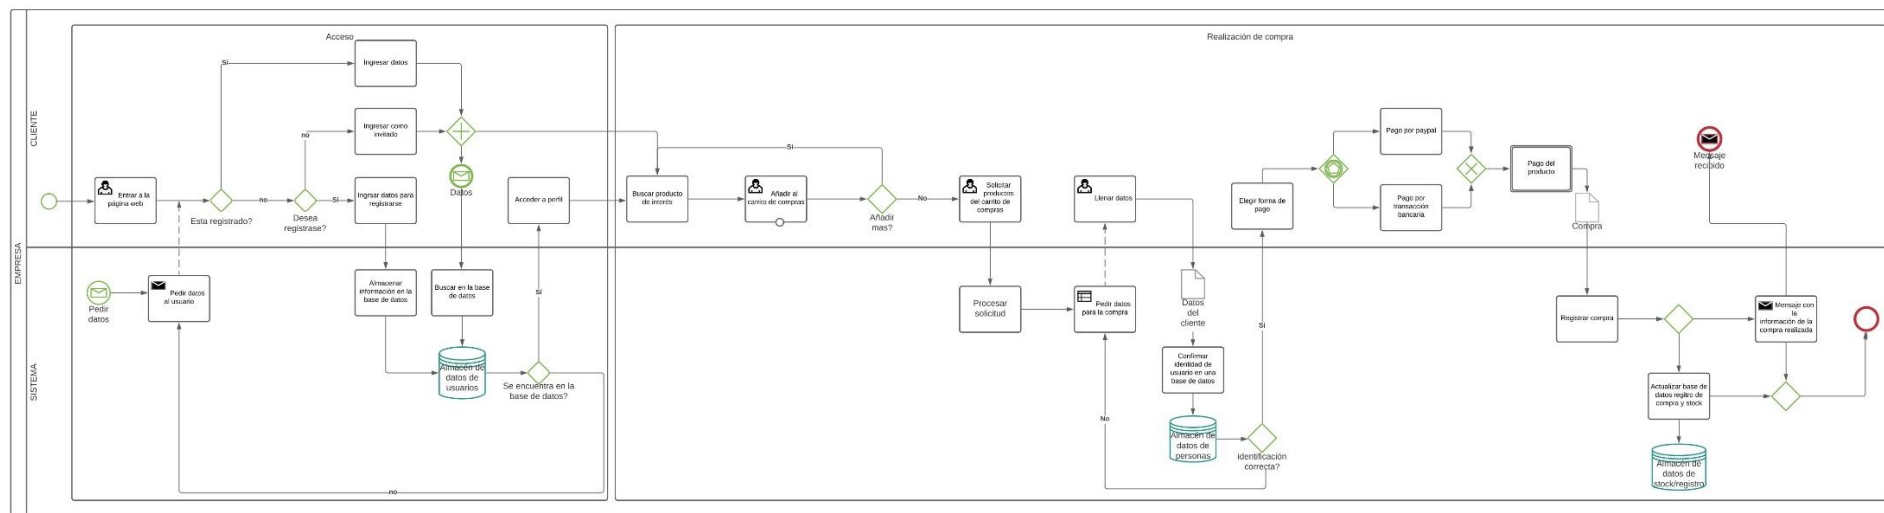 EMPRESA
CLIENTE
SISTEMA
Acceso
Entrar a la
página web
Esta registrado?
Sí
no
Desea
registrase?
no
Sí
Ingresar datos
Ingresar como
invitado
Ingrsar datos para
registrarse
Datos
Acceder a perfil
Pedir
datos
Pedir datos
al usuario
Almacenar
información en la
base de datos
Buscar en la base
de datos
Almacén de
datos de
usuarios
Se encuentra en la
base de datos?
Sí
no
Realización de compra
Buscar producto
de interés
Añadir al
carrito de compras
Sí
Añadir
mas?
No
Solicitar
productos
del carrito de
compras
Procesar
solicitud
Llenar datos
Pedir datos
para la compra
Datos
del
cliente
Confirmar
identidad de
usuario en una
base de datos
Almacén de
datos de
personas
identificación
correcta?
No
Sí
Elegir forma de
pago
Pago por paypal
Pago por
transacción
bancaria
Pago del
producto
Compra
Registrar compra
Mensaje
recibido
Mensaje con
la
información de la
compra realizada
Actualizar base de
datos regitro de
compra y stock
Almacén de
datos de
stock/registro